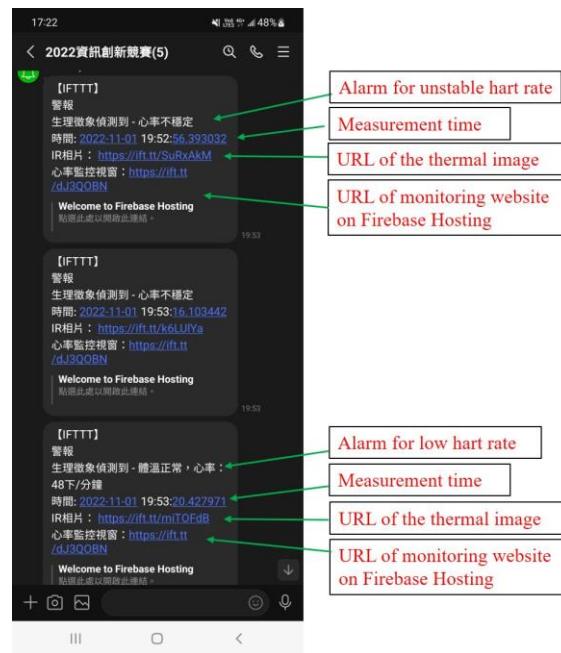 17:22
48%
2022資訊創新競賽(5)
【IFTTT】
警報
生理徵象偵測到 - 心率不穩定
時間: 2022-11-01 19:52:56.393032
IR相片： https://ift.tt/SuRxAkM
心率監控視窗：https://ift.tt
/dJ3QOBN
Welcome to Firebase Hosting
點選此處以開啟此連結。
19:53
Alarm for unstable hart rate
Measurement time
URL of the thermal image
URL of monitoring website
on Firebase Hosting
【IFTTT】
警報
生理徵象偵測到 - 心率不穩定
時間: 2022-11-01 19:53:16.103442
IR相片： https://ift.tt/k6LUlYa
心率監控視窗：https://ift.tt
/dJ3QOBN
Welcome to Firebase Hosting
點選此處以開啟此連結。
19:53
【IFTTT】
警報
生理徵象偵測到 - 體溫正常，心率：
48下/分鐘
時間: 2022-11-01 19:53:20.427971
IR相片： https://ift.tt/miTOFdB
心率監控視窗：https://ift.tt
/dJ3QOBN
Welcome to Firebase Hosting
點選此處以開啟此連結。
Alarm for low hart rate
Measurement time
URL of the thermal image
URL of monitoring website
on Firebase Hosting